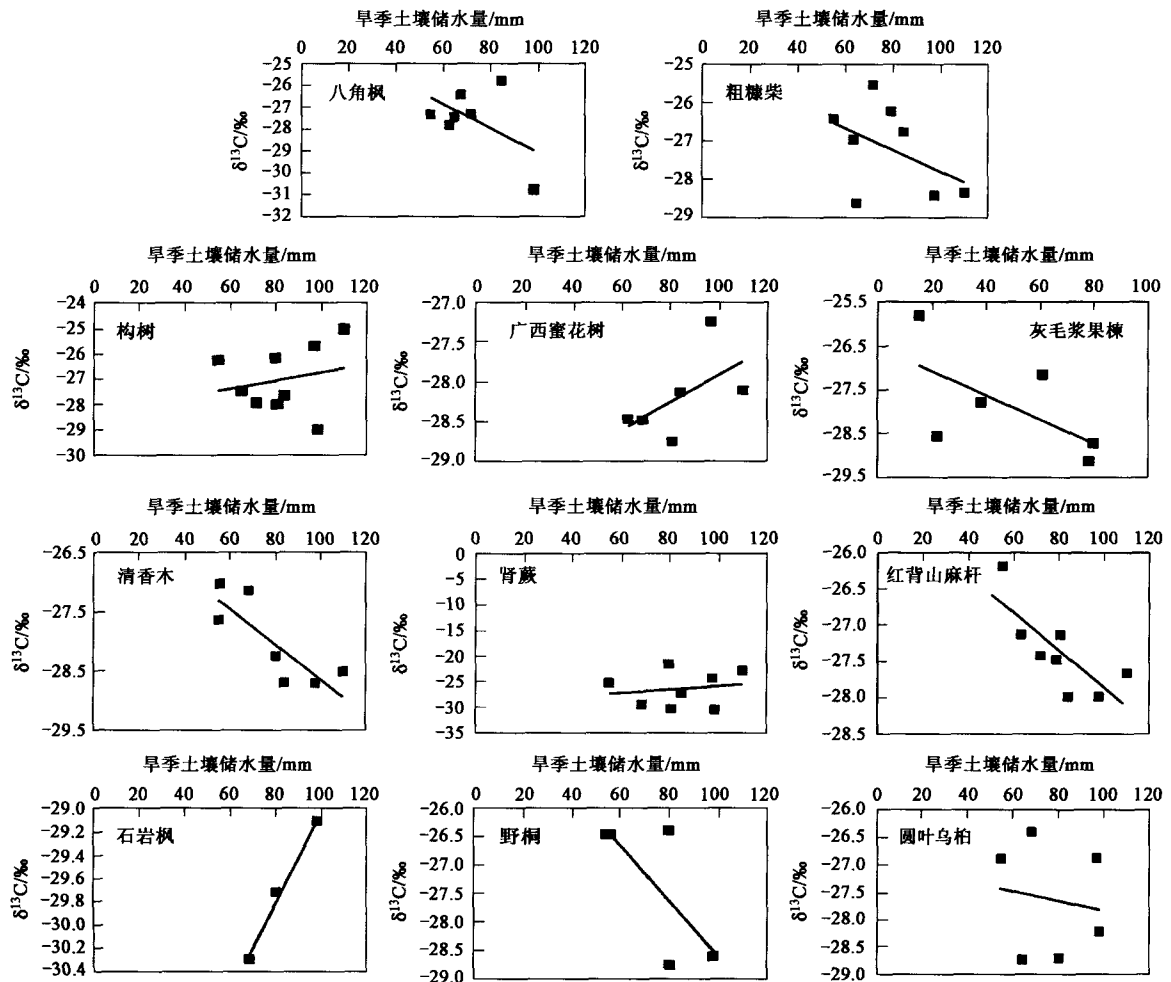 旱季土壤储水量/mm
旱季土壤储水量/mm
0 20 40 60 80 100 120
0 20 40 60 80 100 120
−25
−26
−27
−28
−29
−30
−31
−32
δ¹³C/‰
八角枫
−25
−26
−27
−28
−29
δ¹³C/‰
粗糠柴
旱季土壤储水量/mm
旱季土壤储水量/mm
旱季土壤储水量/mm
0 20 40 60 80 100 120
0 20 40 60 80 100 120
0 20 40 60 80 100
−24
−25
−26
−27
−28
−29
−30
δ¹³C/‰
构树
−27.0
−27.5
−28.0
−28.5
−29.0
δ¹³C/‰
广西蜜花树
−25.5
−26.5
−27.5
−28.5
−29.5
δ¹³C/‰
灰毛浆果楝
旱季土壤储水量/mm
旱季土壤储水量/mm
旱季土壤储水量/mm
0 20 40 60 80 100 120
0 20 40 60 80 100 120
0 20 40 60 80 100 120
−26.5
−27.5
−28.5
−29.5
δ¹³C/‰
清香木
0
−5
−10
−15
−20
−25
−30
−35
δ¹³C/‰
肾蕨
−26.0
−26.5
−27.0
−27.5
−28.0
−28.5
δ¹³C/‰
红背山麻杆
旱季土壤储水量/mm
旱季土壤储水量/mm
旱季土壤储水量/mm
0 20 40 60 80 100 120
0 20 40 60 80 100 120
0 20 40 60 80 100 120
−29.0
−29.2
−29.4
−29.6
−29.8
−30.0
−30.2
−30.4
δ¹³C/‰
石岩枫
−26.0
−26.5
−27.0
−27.5
−28.0
−28.5
−29.0
δ¹³C/‰
野桐
−26.0
−26.5
−27.0
−27.5
−28.0
−28.5
−29.0
δ¹³C/‰
圆叶乌桕